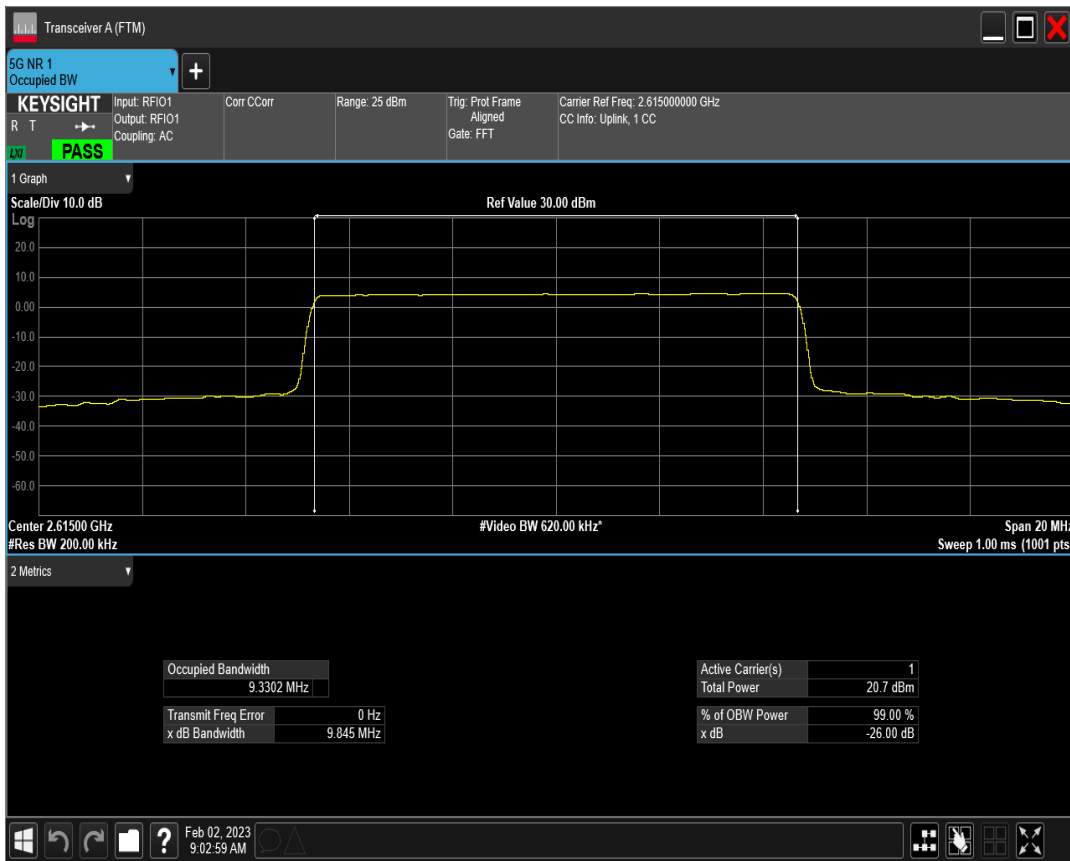 Transceiver A (FTM)
5G NR 1
Occupied BW
+
KEYSIGHT
R T
LXI
PASS
Input: RFIO1
Output: RFIO1
Coupling: AC
Corr CCorr
Range: 25 dBm
Trig: Prot Frame
Aligned
Gate: FFT
Carrier Ref Freq: 2.615000000 GHz
CC Info: Uplink, 1 CC
1 Graph
Scale/Div 10.0 dB
Ref Value 30.00 dBm
Log
20.0
10.0
0.00
-10.0
-20.0
-30.0
-40.0
-50.0
-60.0
Center 2.61500 GHz
#Video BW 620.00 kHz*
Span 20 MHz
#Res BW 200.00 kHz
Sweep 1.00 ms (1001 pts
2 Metrics
Occupied Bandwidth
9.3302 MHz
Transmit Freq Error 0 Hz
x dB Bandwidth 9.845 MHz
Active Carrier(s) 1
Total Power 20.7 dBm
% of OBW Power 99.00 %
x dB -26.00 dB
?
Feb 02, 2023
9:02:59 AM